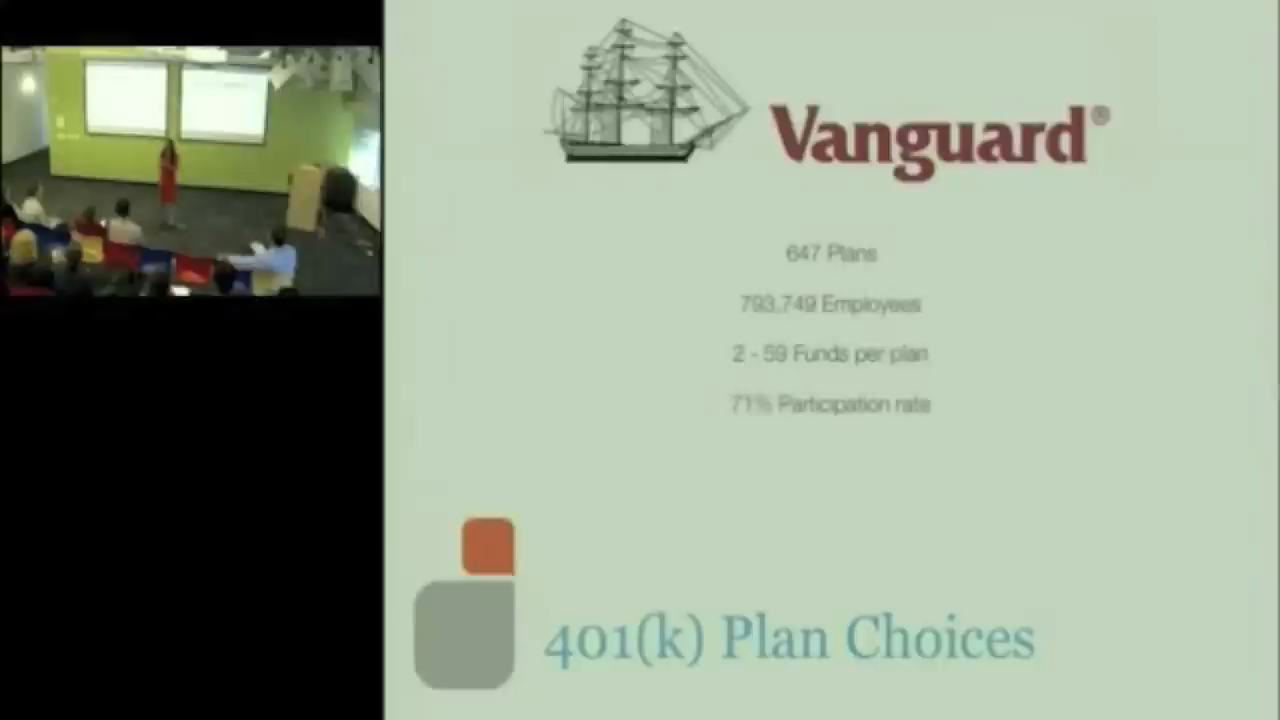 Vanguard®
647 Plans
793,749 Employees
2 - 59 Funds per plan
71% Participation rate
401(k) Plan Choices